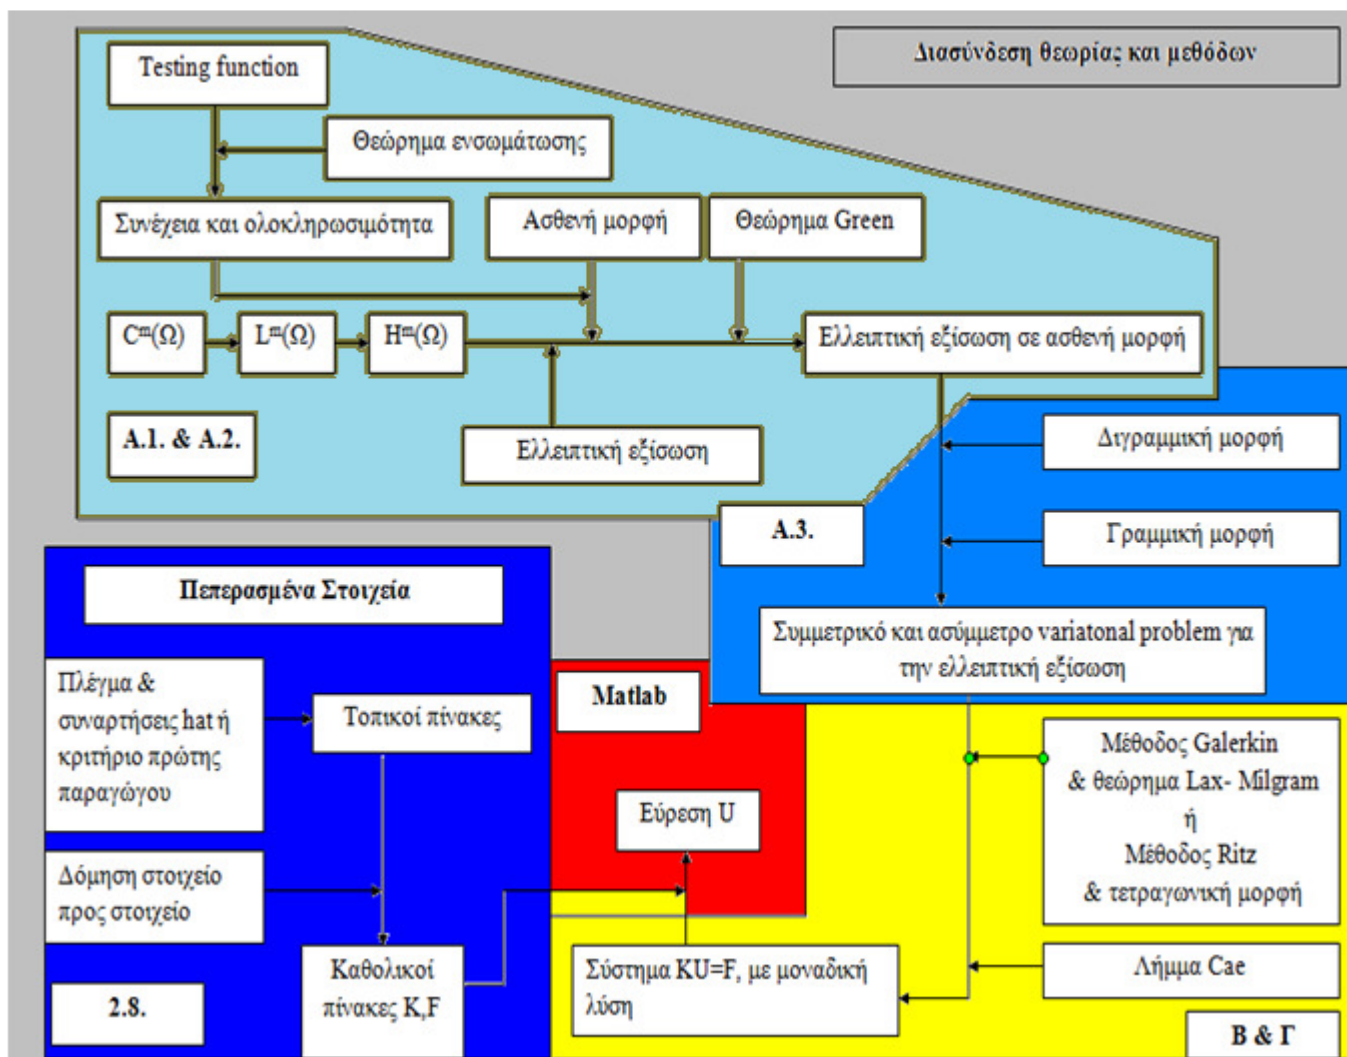 Διασύνδεση θεωρίας και μεθόδων
Testing function
Θεώρημα ενσωμάτωσης
Συνέχεια και ολοκληρωσιμότητα
Ασθενή μορφή
Θεώρημα Green
Cᵐ(Ω)
Lᵐ(Ω)
Hᵐ(Ω)
Ελλειπτική εξίσωση σε ασθενή μορφή
A.1. & A.2.
Ελλειπτική εξίσωση
Διγραμμική μορφή
A.3.
Γραμμική μορφή
Πεπερασμένα Στοιχεία
Συμμετρικό και ασύμμετρο variatonal problem για
την ελλειπτική εξίσωση
Πλέγμα &
συναρτήσεις hat ή
κριτήριο πρώτης
παραγώγου
Τοπικοί πίνακες
Matlab
Εύρεση U
Μέθοδος Galerkin
& θεώρημα Lax- Milgram
ή
Μέθοδος Ritz
& τετραγωνική μορφή
Δόμηση στοιχείο
προς στοιχείο
Καθολικοί
πίνακες K,F
Σύστημα KU=F, με μοναδική
λύση
Λήμμα Cae
2.8.
Β & Γ